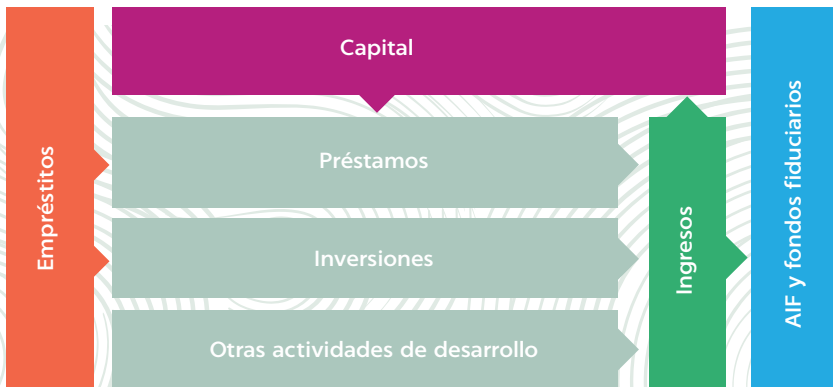 Empréstitos
Capital
Préstamos
Inversiones
Otras actividades de desarrollo
Ingresos
AIF y fondos fiduciarios